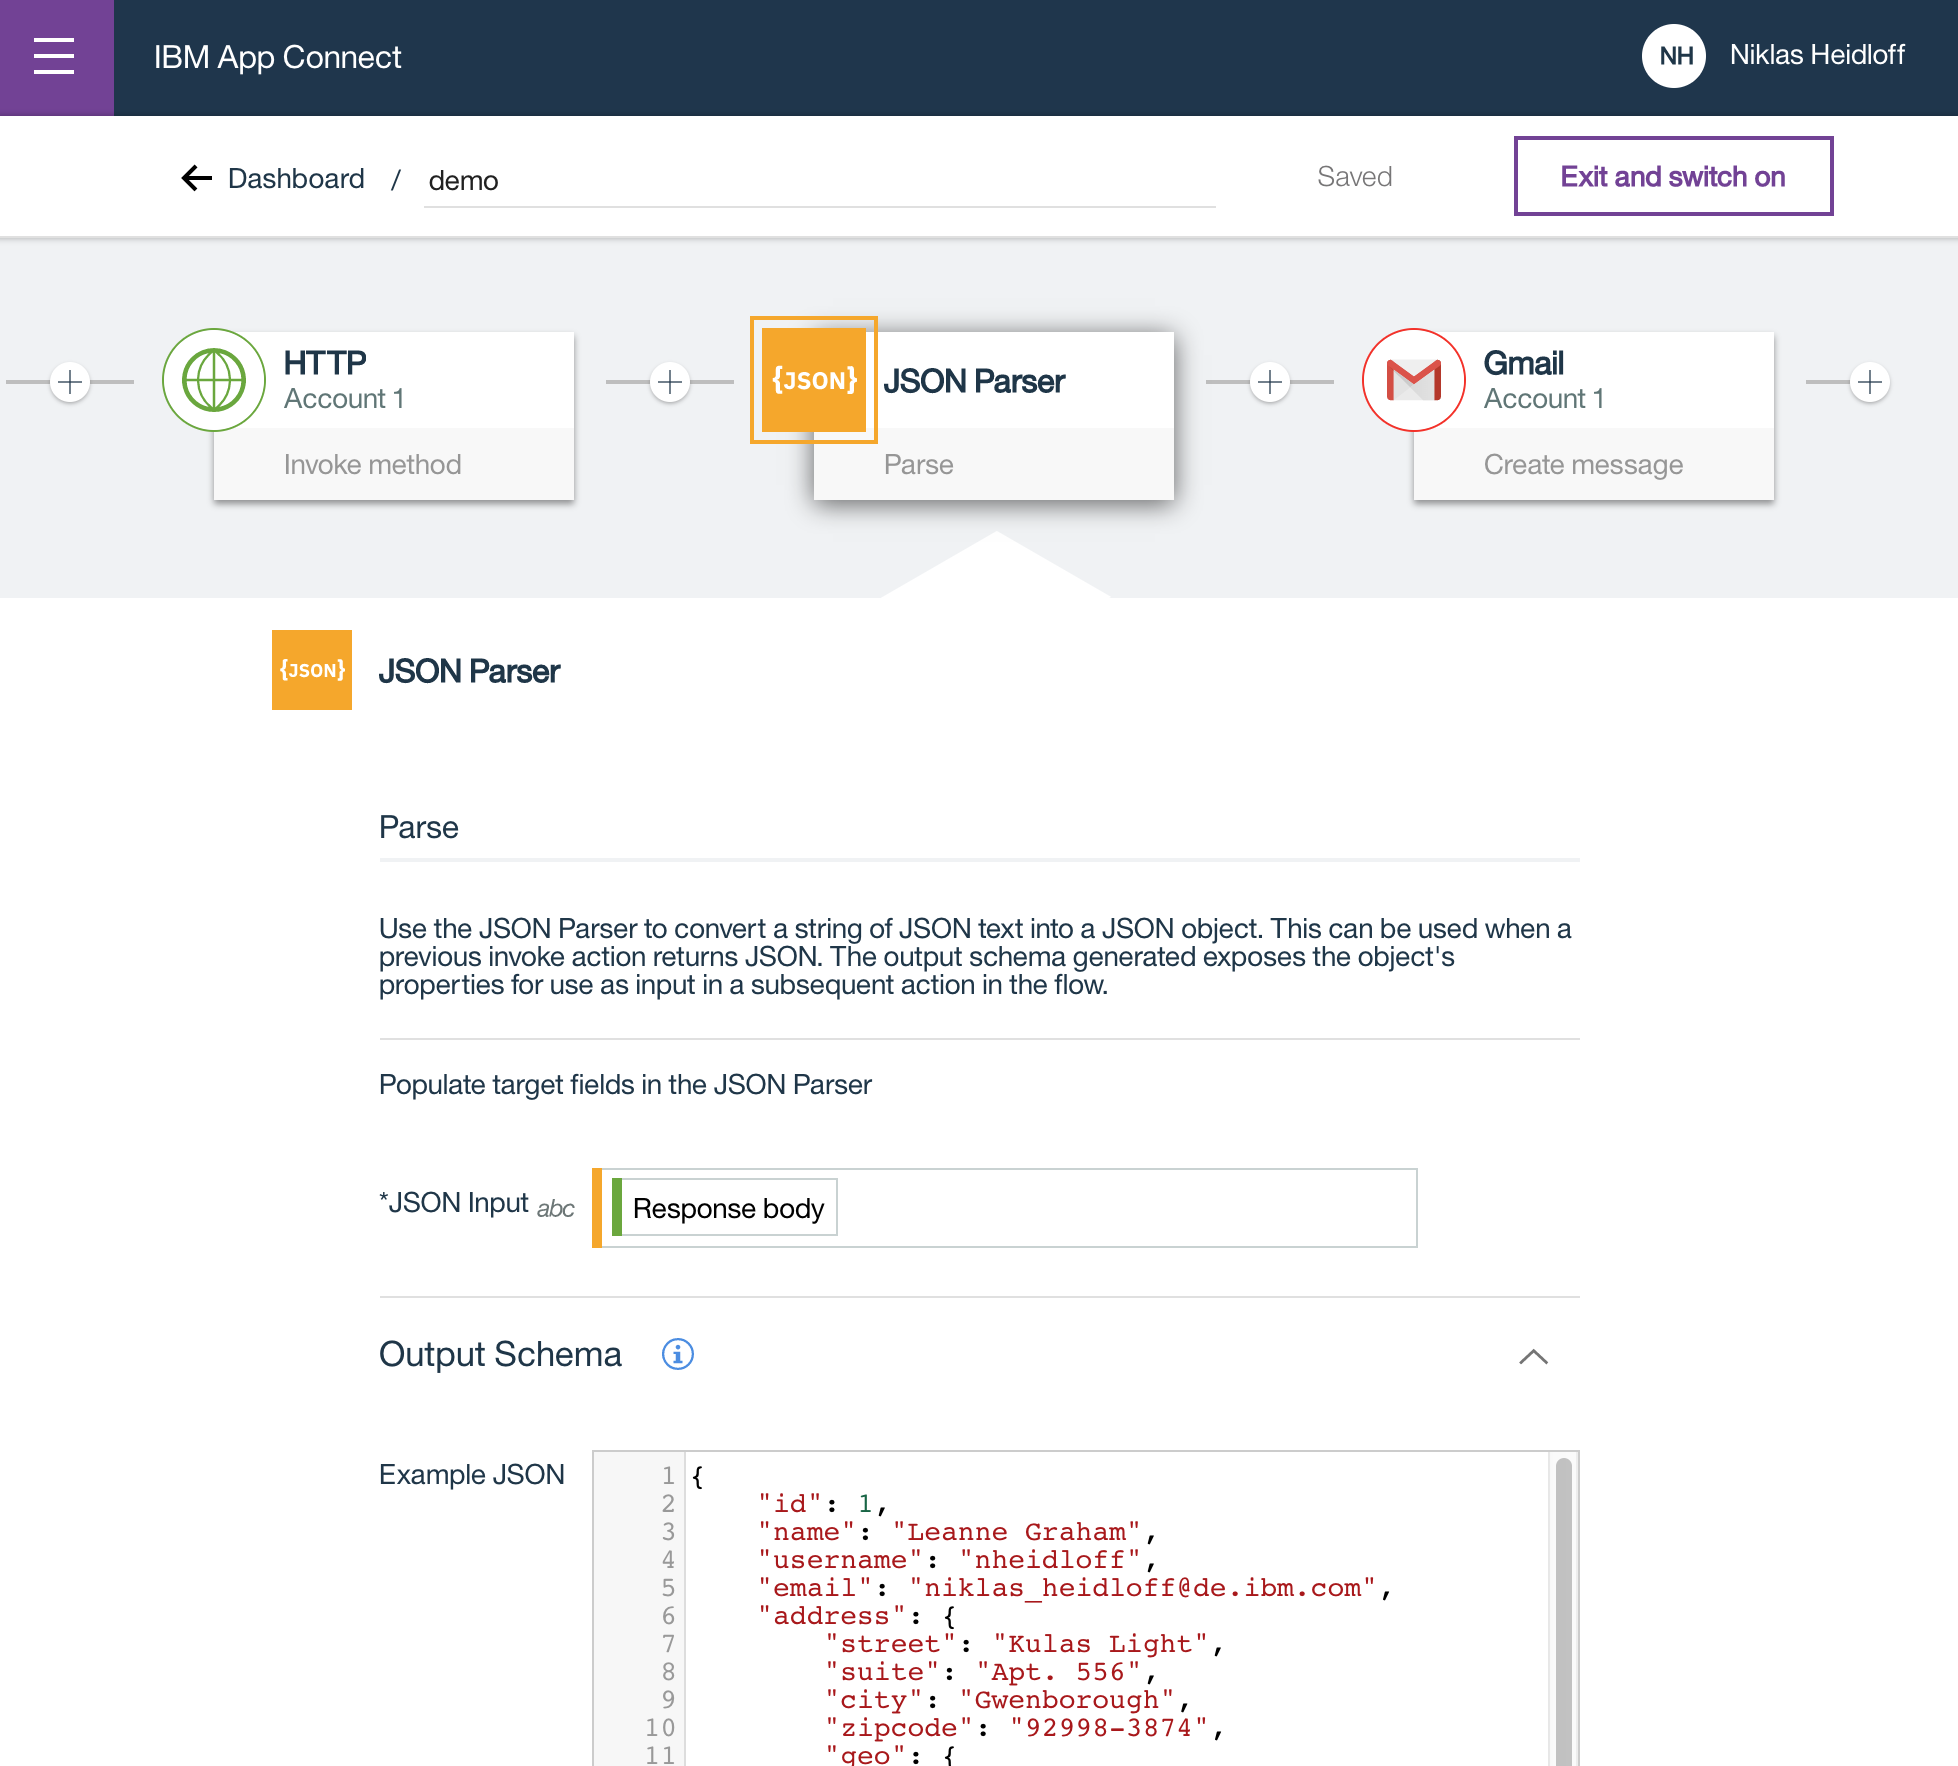 IBM App Connect
NH
Niklas Heidloff
Dashboard / demo
Saved
Exit and switch on
HTTP
Account 1
Invoke method
{JSON}
JSON Parser
Parse
Gmail
Account 1
Create message
{JSON}
JSON Parser
Parse
Use the JSON Parser to convert a string of JSON text into a JSON object. This can be used when a
previous invoke action returns JSON. The output schema generated exposes the object's
properties for use as input in a subsequent action in the flow.
Populate target fields in the JSON Parser
*JSON Input abc
Response body
Output Schema
Example JSON
1 {
2 "id": 1,
3 "name": "Leanne Graham",
4 "username": "nheidloff",
5 "email": "niklas_heidloff@de.ibm.com",
6 "address": {
7 "street": "Kulas Light",
8 "suite": "Apt. 556",
9 "city": "Gwenborough",
10 "zipcode": "92998-3874",
11 "geo": {